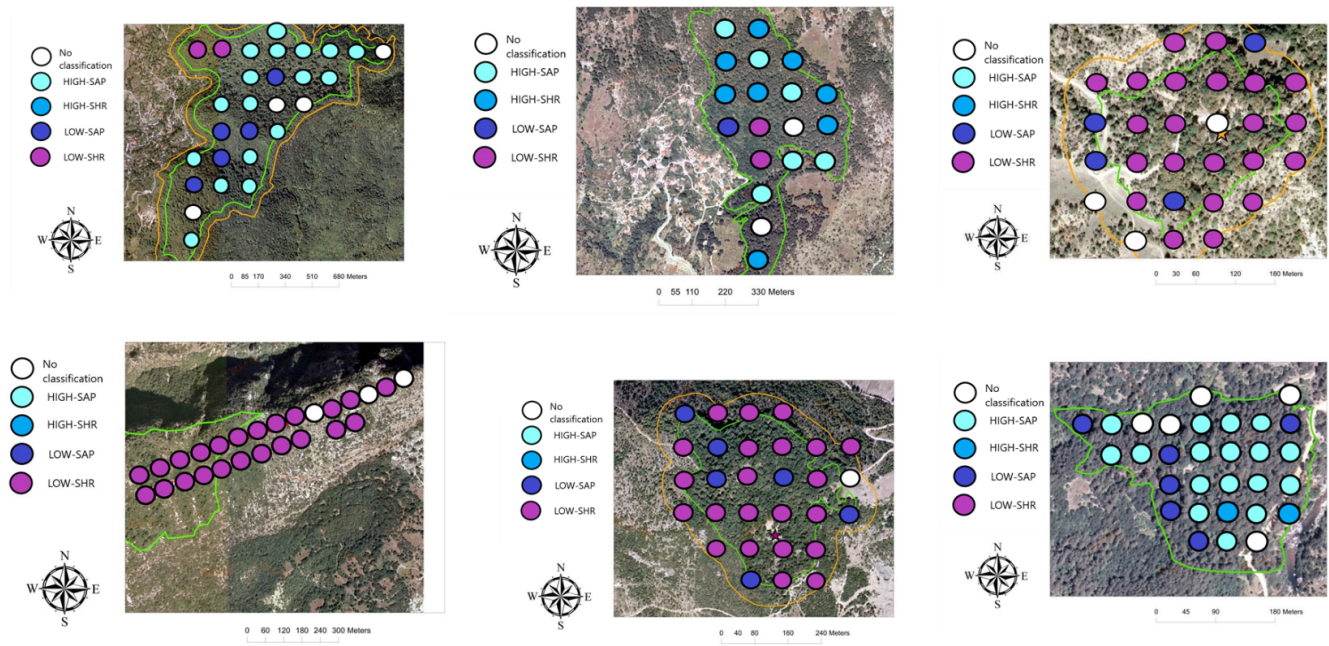 No
classification
HIGH-SAP
HIGH-SHR
LOW-SAP
LOW-SHR
N
W E
S
0 85 170 340 510 680 Meters
No
classification
HIGH-SAP
HIGH-SHR
LOW-SAP
LOW-SHR
N
W E
S
0 55 110 220 330 Meters
No
classification
HIGH-SAP
HIGH-SHR
LOW-SAP
LOW-SHR
N
W E
S
0 30 60 120 180 Meters
No
classification
HIGH-SAP
HIGH-SHR
LOW-SAP
LOW-SHR
N
W E
S
0 60 120 180 240 300 Meters
No
classification
HIGH-SAP
HIGH-SHR
LOW-SAP
LOW-SHR
N
W E
S
0 40 80 160 240 Meters
No
classification
HIGH-SAP
HIGH-SHR
LOW-SAP
LOW-SHR
N
W E
S
0 45 90 180 Meters